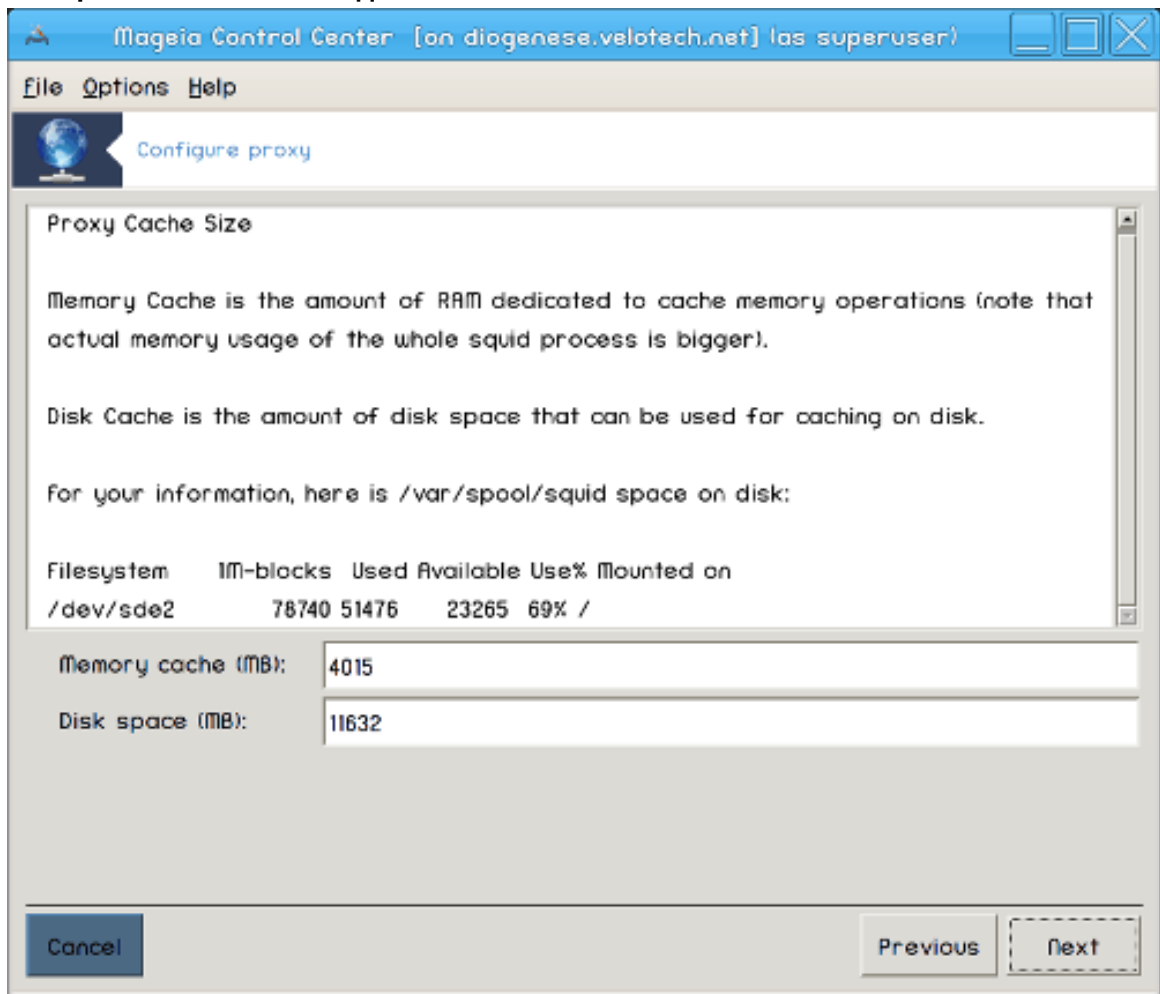 Mageia Control Center [on diogenese.velotech.net] (as superuser)
File Options Help
Configure proxy
Proxy Cache Size
Memory Cache is the amount of RAM dedicated to cache memory operations (note that
actual memory usage of the whole squid process is bigger).
Disk Cache is the amount of disk space that can be used for caching on disk.
For your information, here is /var/spool/squid space on disk:
Filesystem 1M-blocks Used Available Use% Mounted on
/dev/sde2 78740 51476 23265 69% /
Memory cache (MB): 4015
Disk space (MB): 11632
Cancel Previous Next